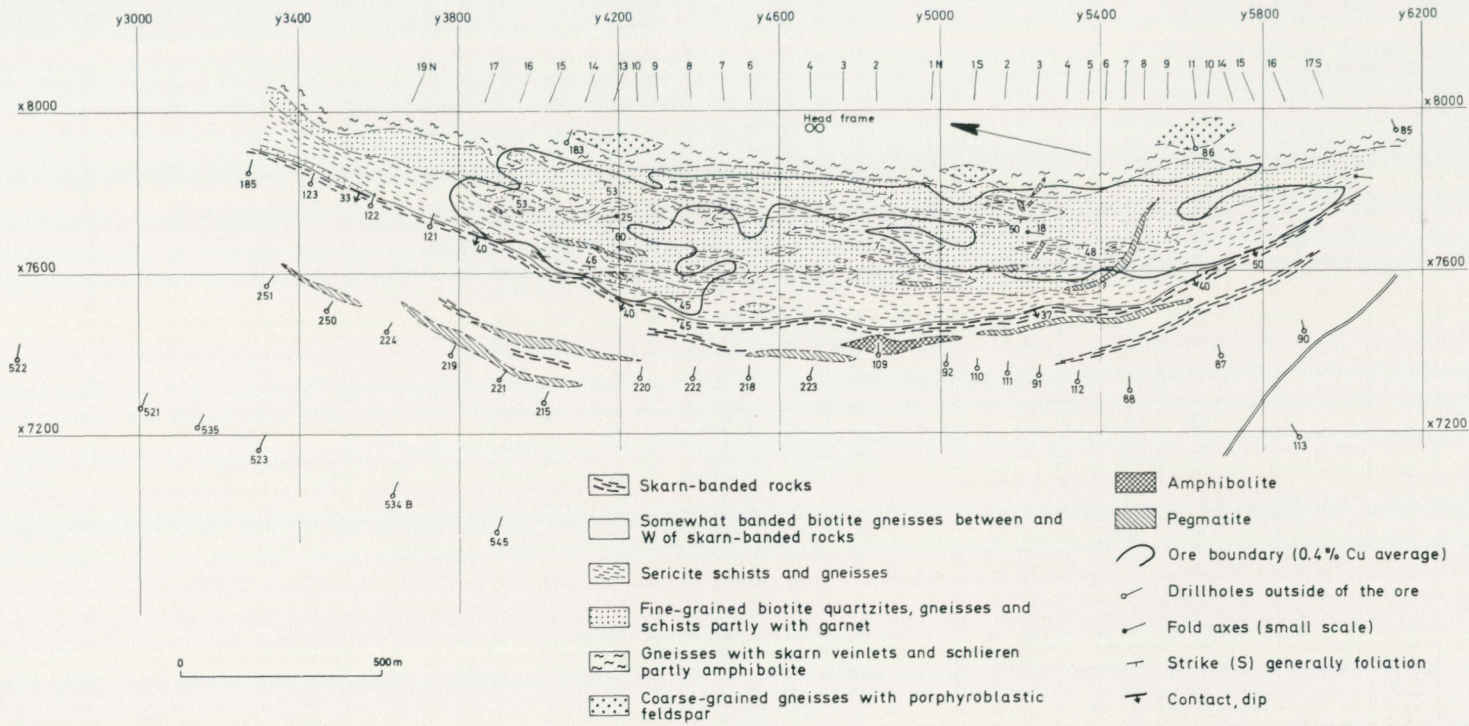 y3000 y3400 y3800 y4200 y4600 y5000 y5400 y5800 y6200
19N 17 16 15 14 13 10 9 8 7 6 4 3 2 1N 1S 2 3 4 5 6 7 8 9 11 10 14 15 16 17S
x8000 x8000
Head frame
183 86 85
185 123 33 122 121
53 53 25 60 46 40
50 18 48 50
x7600 x7600
251 250 224 219 221 215
40 45 45 37 40
220 222 218 223 109 92 110 111 91 112 88 87 90
522 521 535 523
x7200 x7200
113
534 B
545
0 500m
Skarn-banded rocks
Somewhat banded biotite gneisses between and
W of skarn-banded rocks
Sericite schists and gneisses
Fine-grained biotite quartzites, gneisses and
schists partly with garnet
Gneisses with skarn veinlets and schlieren
partly amphibolite
Coarse-grained gneisses with porphyroblastic
feldspar
Amphibolite
Pegmatite
Ore boundary (0.4% Cu average)
Drillholes outside of the ore
Fold axes (small scale)
Strike (S) generally foliation
Contact, dip